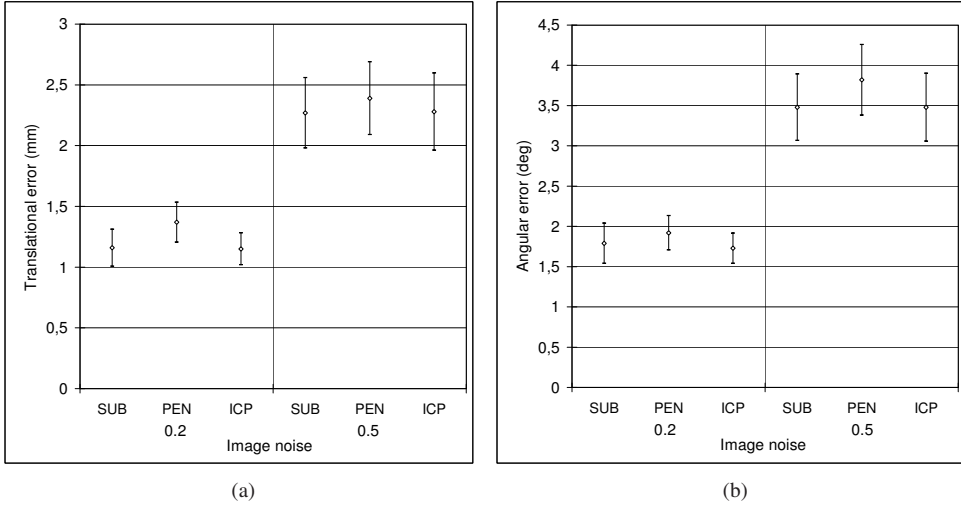 3
2,5
2
1,5
1
0,5
0
Translational error (mm)
SUB PEN ICP SUB PEN ICP
0.2 0.5
Image noise
(a)
4,5
4
3,5
3
2,5
2
1,5
1
0,5
0
Angular error (deg)
SUB PEN ICP SUB PEN ICP
0.2 0.5
Image noise
(b)